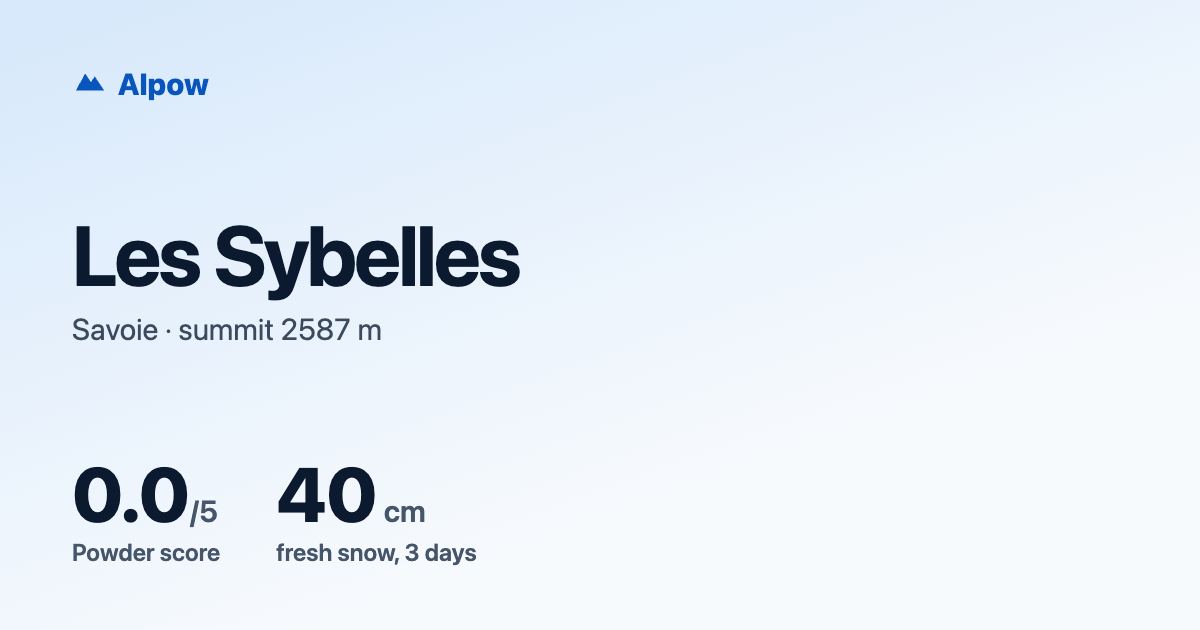 Alpow
Les Sybelles
Savoie · summit 2587 m
0.0/5 40 cm
Powder score fresh snow, 3 days